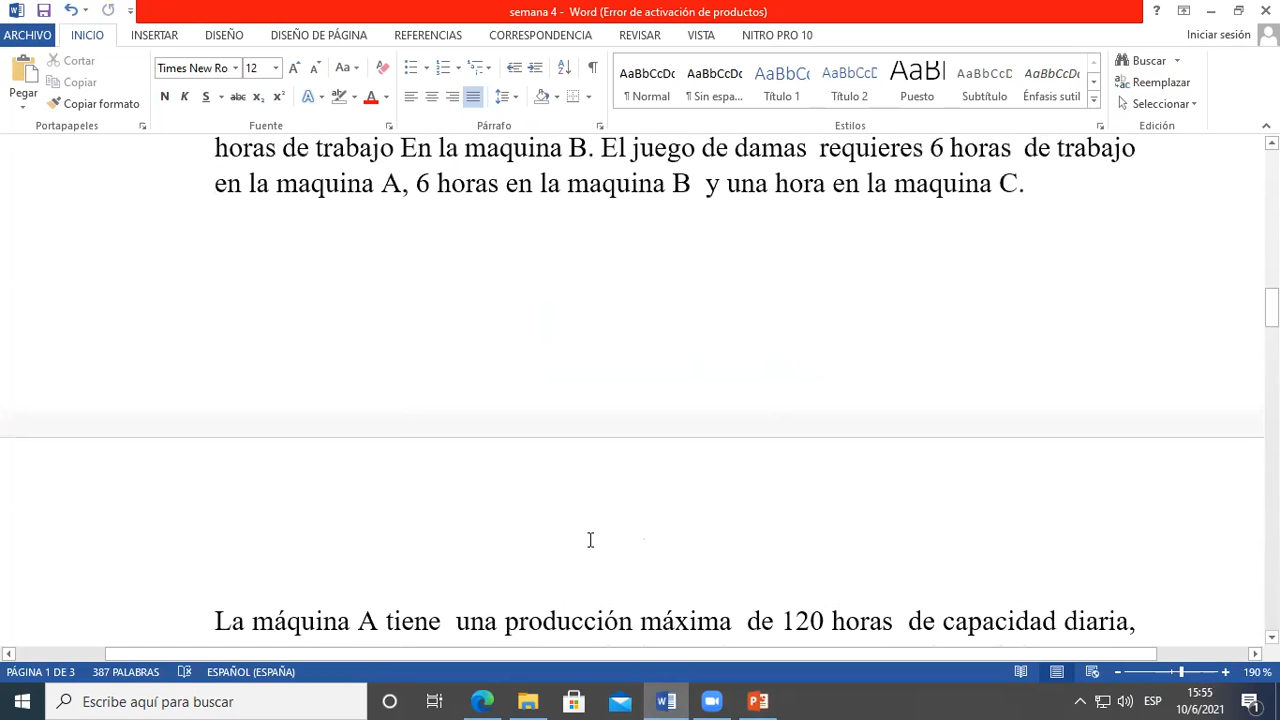 semana 4 - Word (Error de activación de productos)
ARCHIVO INICIO INSERTAR DISEÑO DISEÑO DE PÁGINA REFERENCIAS CORRESPONDENCIA REVISAR VISTA NITRO PRO 10 Iniciar sesión
Pegar
Cortar
Copiar
Copiar formato
Portapapeles
Times New Ro 12
N K S abc x₂ x²
Fuente
Párrafo
AaBbCcDc AaBbCcDc AaBbCc AaBbCcD AaBl AaBbCcD AaBbCcDc
¶ Normal ¶ Sin espa... Título 1 Título 2 Puesto Subtítulo Énfasis sutil
Estilos
Buscar
Reemplazar
Seleccionar
Edición
horas de trabajo En la maquina B. El juego de damas requieres 6 horas de trabajo
en la maquina A, 6 horas en la maquina B y una hora en la maquina C.
La máquina A tiene una producción máxima de 120 horas de capacidad diaria,
PÁGINA 1 DE 3 387 PALABRAS ESPAÑOL (ESPAÑA) 190 %
Escribe aquí para buscar
ESP
15:55
10/6/2021
1